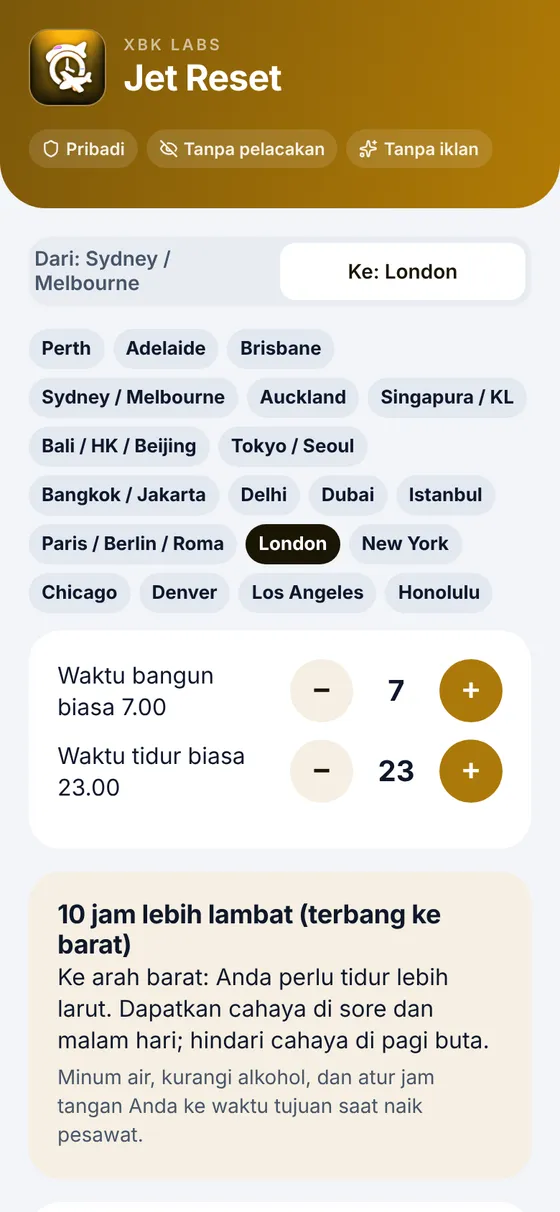 XBK LABS
Jet Reset
Pribadi
Tanpa pelacakan
Tanpa iklan
Dari: Sydney /
Melbourne
Ke: London
Perth
Adelaide
Brisbane
Sydney / Melbourne
Auckland
Singapura / KL
Bali / HK / Beijing
Tokyo / Seoul
Bangkok / Jakarta
Delhi
Dubai
Istanbul
Paris / Berlin / Roma
London
New York
Chicago
Denver
Los Angeles
Honolulu
Waktu bangun
biasa 7.00
− 7 +
Waktu tidur biasa
23.00
− 23 +
10 jam lebih lambat (terbang ke
barat)
Ke arah barat: Anda perlu tidur lebih
larut. Dapatkan cahaya di sore dan
malam hari; hindari cahaya di pagi buta.
Minum air, kurangi alkohol, dan atur jam
tangan Anda ke waktu tujuan saat naik
pesawat.